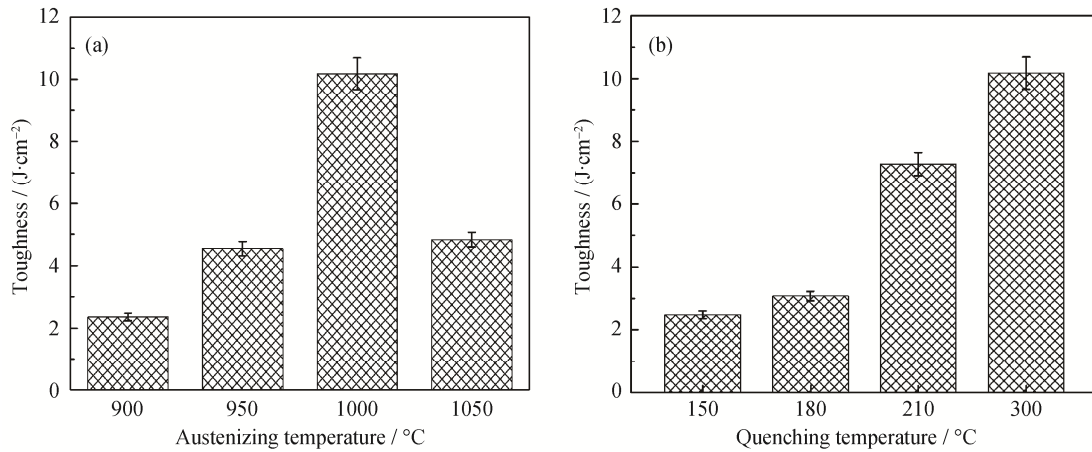 (a)
12
10
8
6
4
2
0
Toughness / (J·cm⁻²)
900 950 1000 1050
Austenizing temperature / °C
(b)
12
10
8
6
4
2
0
Toughness / (J·cm⁻²)
150 180 210 300
Quenching temperature / °C